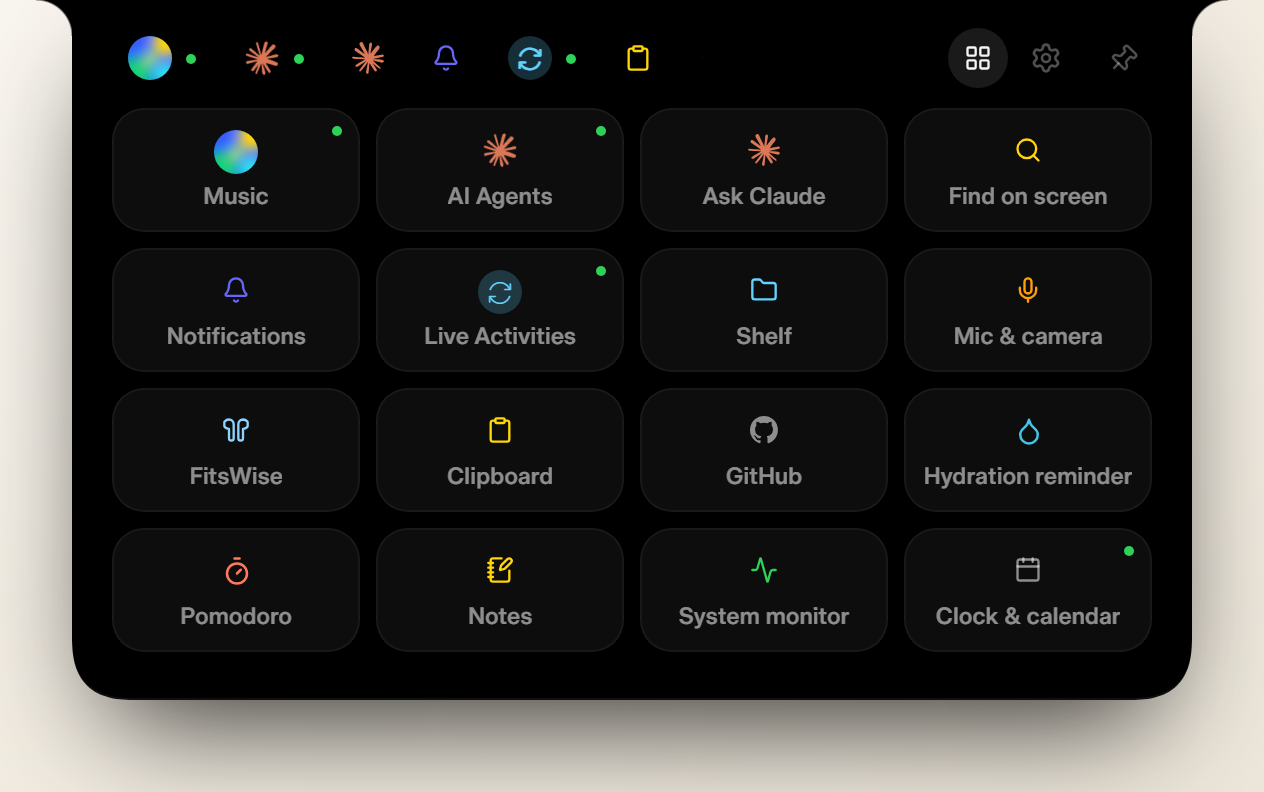 Music
AI Agents
Ask Claude
Find on screen
Notifications
Live Activities
Shelf
Mic & camera
FitsWise
Clipboard
GitHub
Hydration reminder
Pomodoro
Notes
System monitor
Clock & calendar